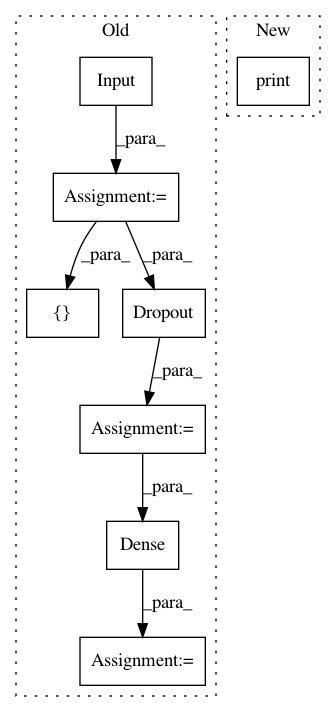 Old
New
Input
print
_para_
Assignment:=
_para_
_para_
{}
Dropout
_para_
Assignment:=
_para_
Dense
_para_
Assignment:=